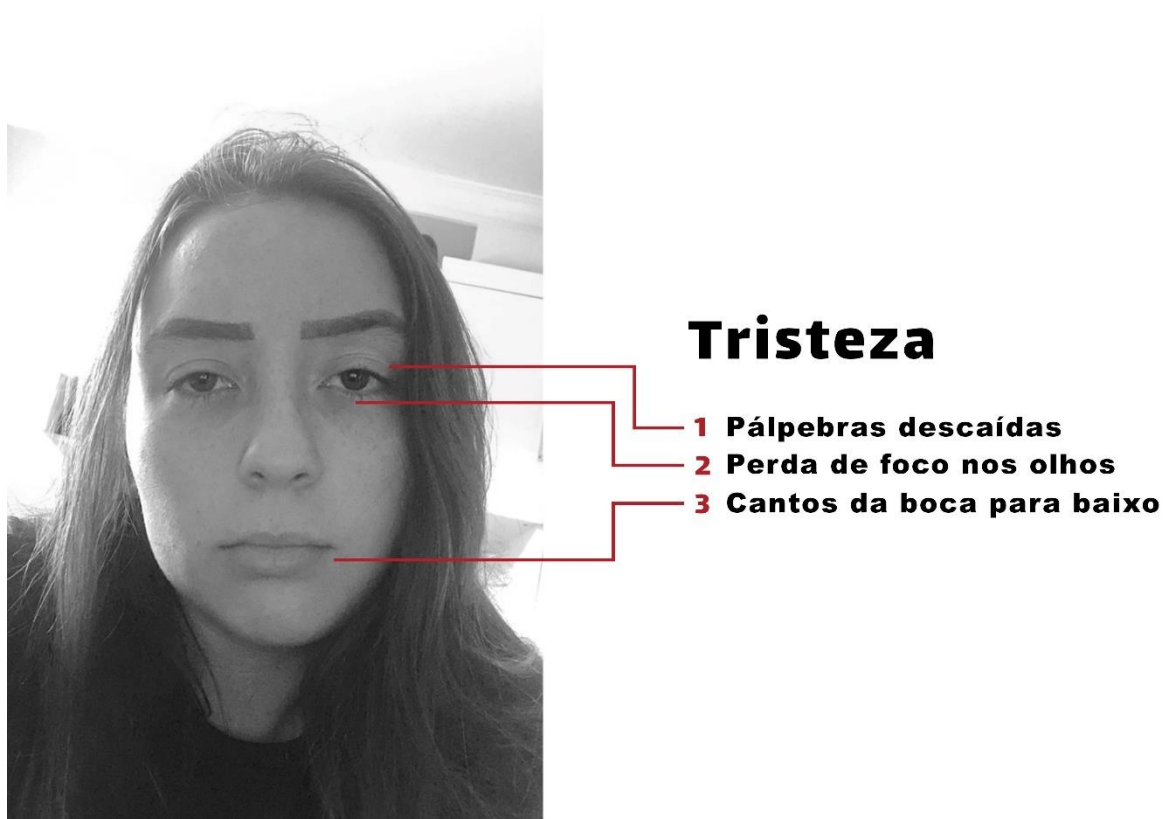 Tristeza
1 Pálpebras descaídas
2 Perda de foco nos olhos
3 Cantos da boca para baixo